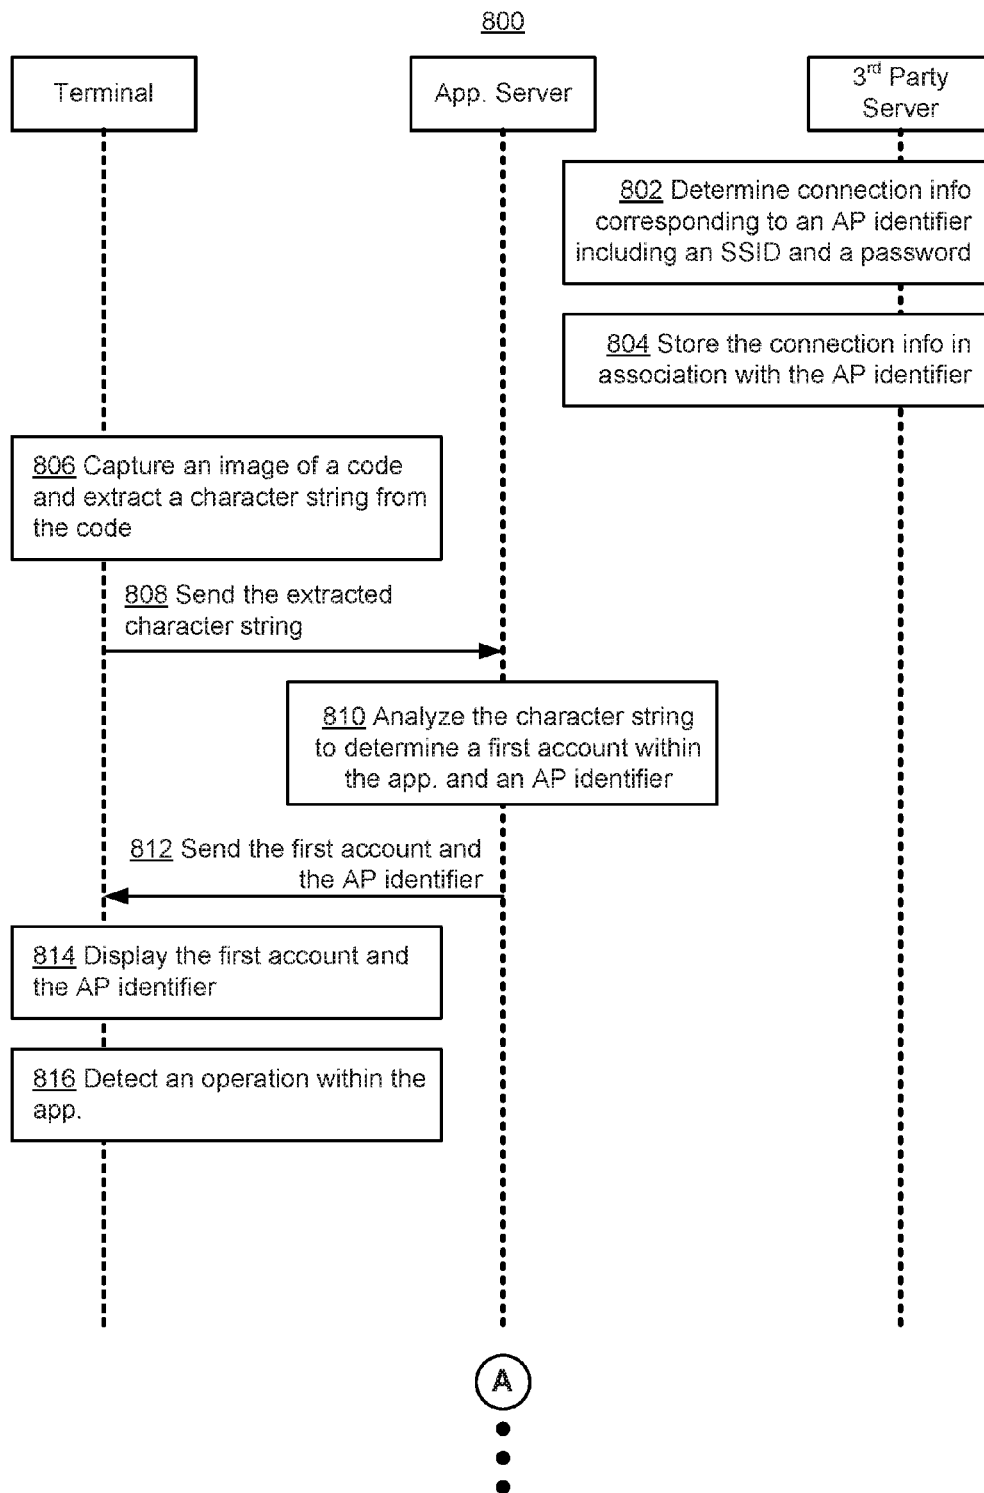 800
Terminal
App. Server
3rd Party
Server
802 Determine connection info
corresponding to an AP identifier
including an SSID and a password
804 Store the connection info in
association with the AP identifier
806 Capture an image of a code
and extract a character string from
the code
808 Send the extracted
character string
810 Analyze the character string
to determine a first account within
the app. and an AP identifier
812 Send the first account and
the AP identifier
814 Display the first account and
the AP identifier
816 Detect an operation within the
app.
A